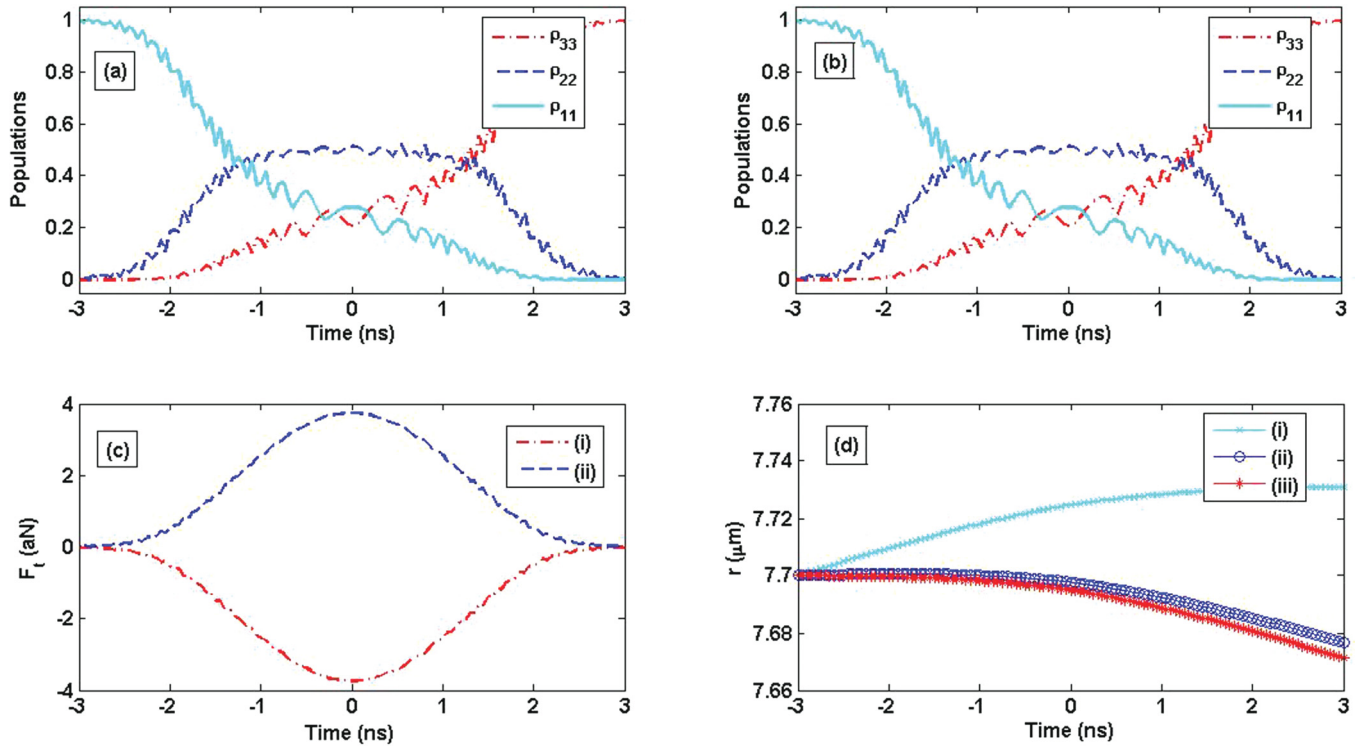 (a)
ρ33
ρ22
ρ11
Populations
1
0.8
0.6
0.4
0.2
0
-3 -2 -1 0 1 2 3
Time (ns)
(b)
ρ33
ρ22
ρ11
Populations
1
0.8
0.6
0.4
0.2
0
-3 -2 -1 0 1 2 3
Time (ns)
(c)
(i)
(ii)
Ft (aN)
4
2
0
-2
-4
-3 -2 -1 0 1 2 3
Time (ns)
(d)
(i)
(ii)
(iii)
r (μm)
7.76
7.74
7.72
7.7
7.68
7.66
-3 -2 -1 0 1 2 3
Time (ns)